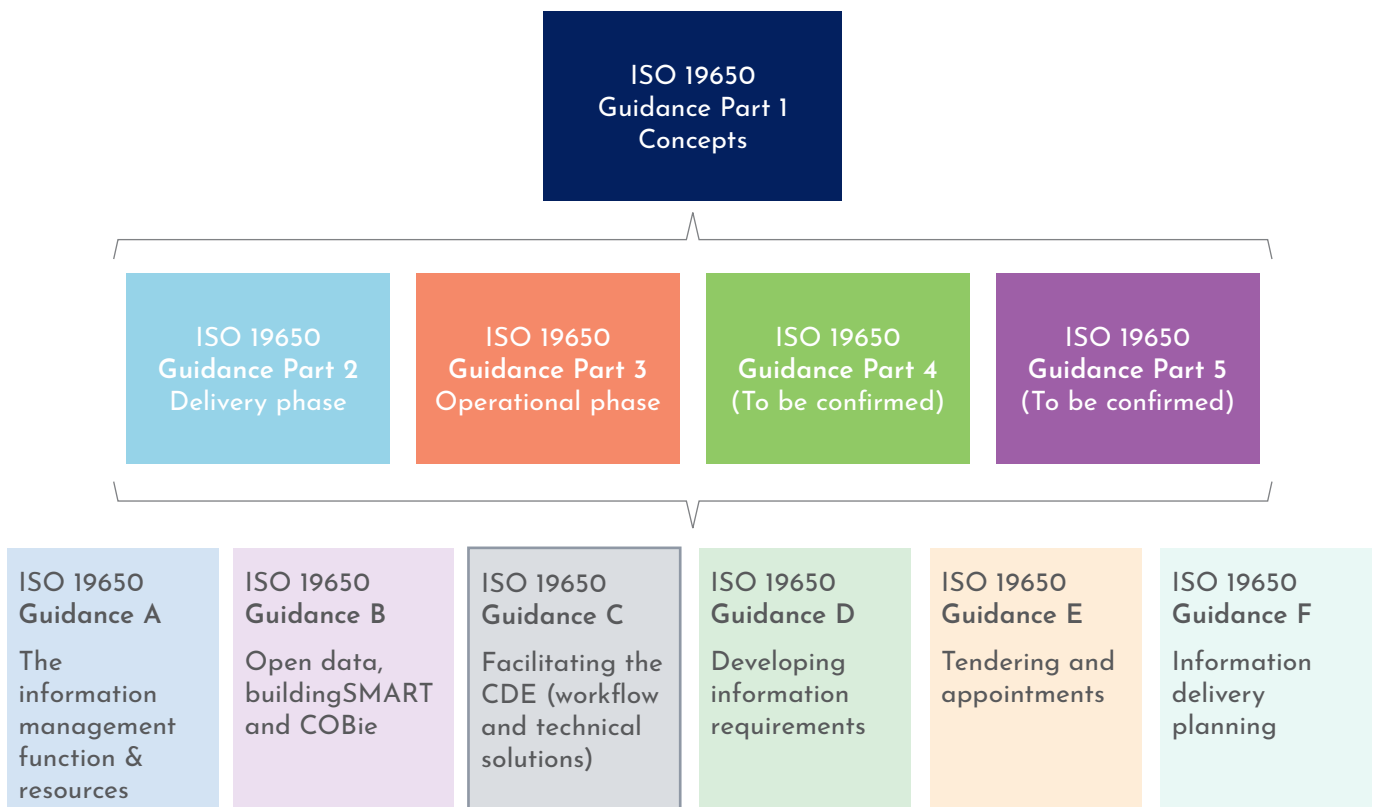 ISO 19650
Guidance Part 1
Concepts
ISO 19650
Guidance Part 2
Delivery phase
ISO 19650
Guidance Part 3
Operational phase
ISO 19650
Guidance Part 4
(To be confirmed)
ISO 19650
Guidance Part 5
(To be confirmed)
ISO 19650
Guidance A
The
information
management
function &
resources
ISO 19650
Guidance B
Open data,
buildingSMART
and COBie
ISO 19650
Guidance C
Facilitating the
CDE (workflow
and technical
solutions)
ISO 19650
Guidance D
Developing
information
requirements
ISO 19650
Guidance E
Tendering and
appointments
ISO 19650
Guidance F
Information
delivery
planning